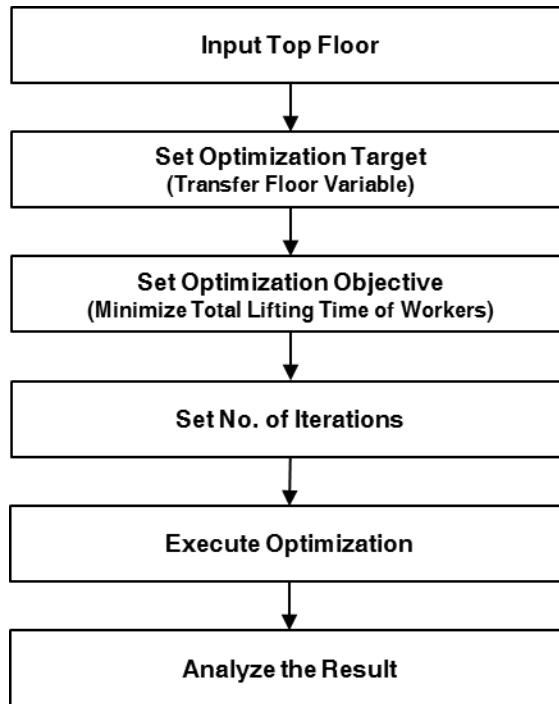 Input Top Floor
Set Optimization Target
(Transfer Floor Variable)
Set Optimization Objective
(Minimize Total Lifting Time of Workers)
Set No. of Iterations
Execute Optimization
Analyze the Result